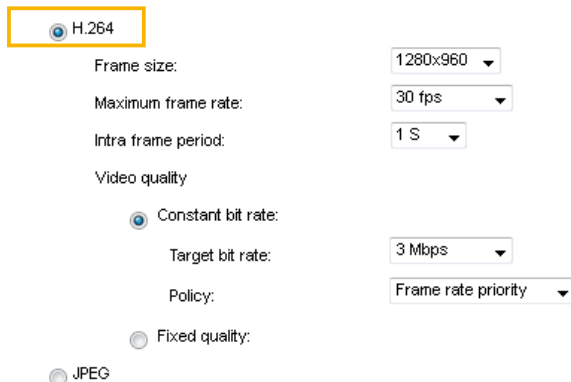 H.264
Frame size: 1280x960
Maximum frame rate: 30 fps
Intra frame period: 1 S
Video quality
Constant bit rate:
Target bit rate: 3 Mbps
Policy: Frame rate priority
Fixed quality:
JPEG